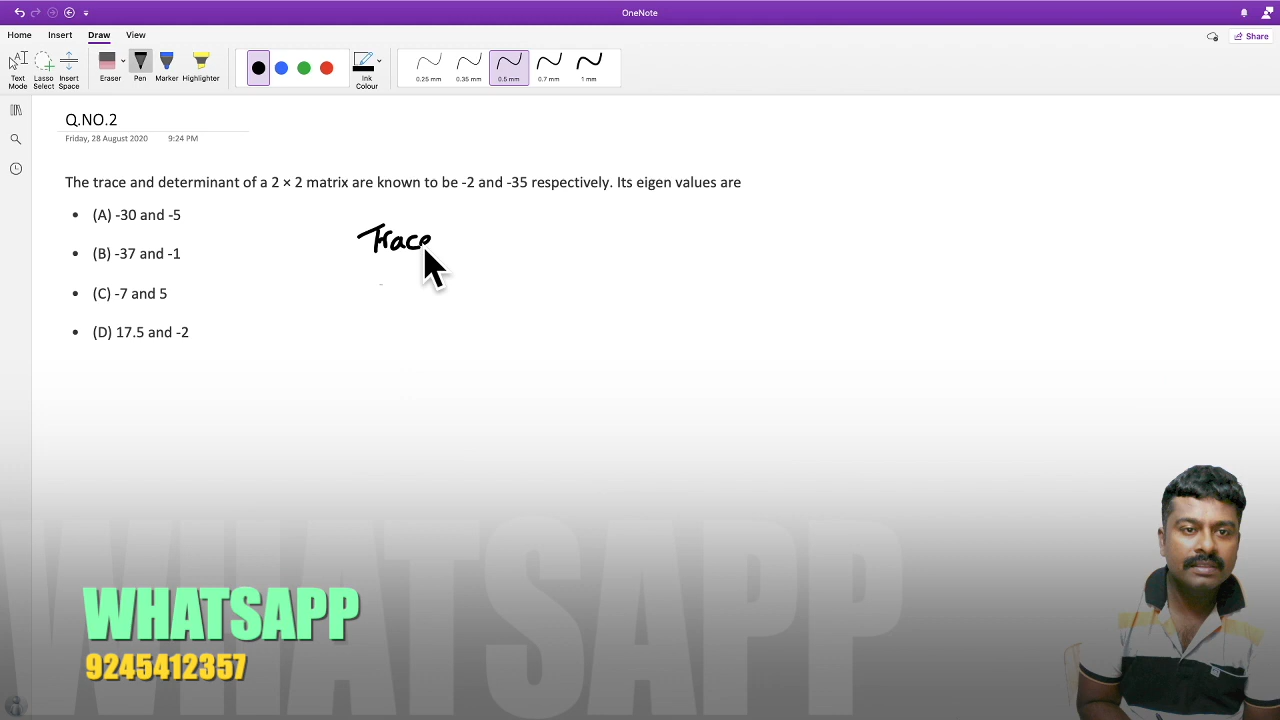 OneNote
Home Insert Draw View
Share
Text Mode
Lasso Select
Insert Space
Eraser
Pen
Marker
Highlighter
Ink Colour
0.25 mm
0.35 mm
0.5 mm
0.7 mm
1 mm
Q.NO.2
Friday, 28 August 2020 9:24 PM
The trace and determinant of a 2 × 2 matrix are known to be -2 and -35 respectively. Its eigen values are
• (A) -30 and -5
Trace
• (B) -37 and -1
• (C) -7 and 5
• (D) 17.5 and -2
WHATSAPP
WHATSAPP
9245412357